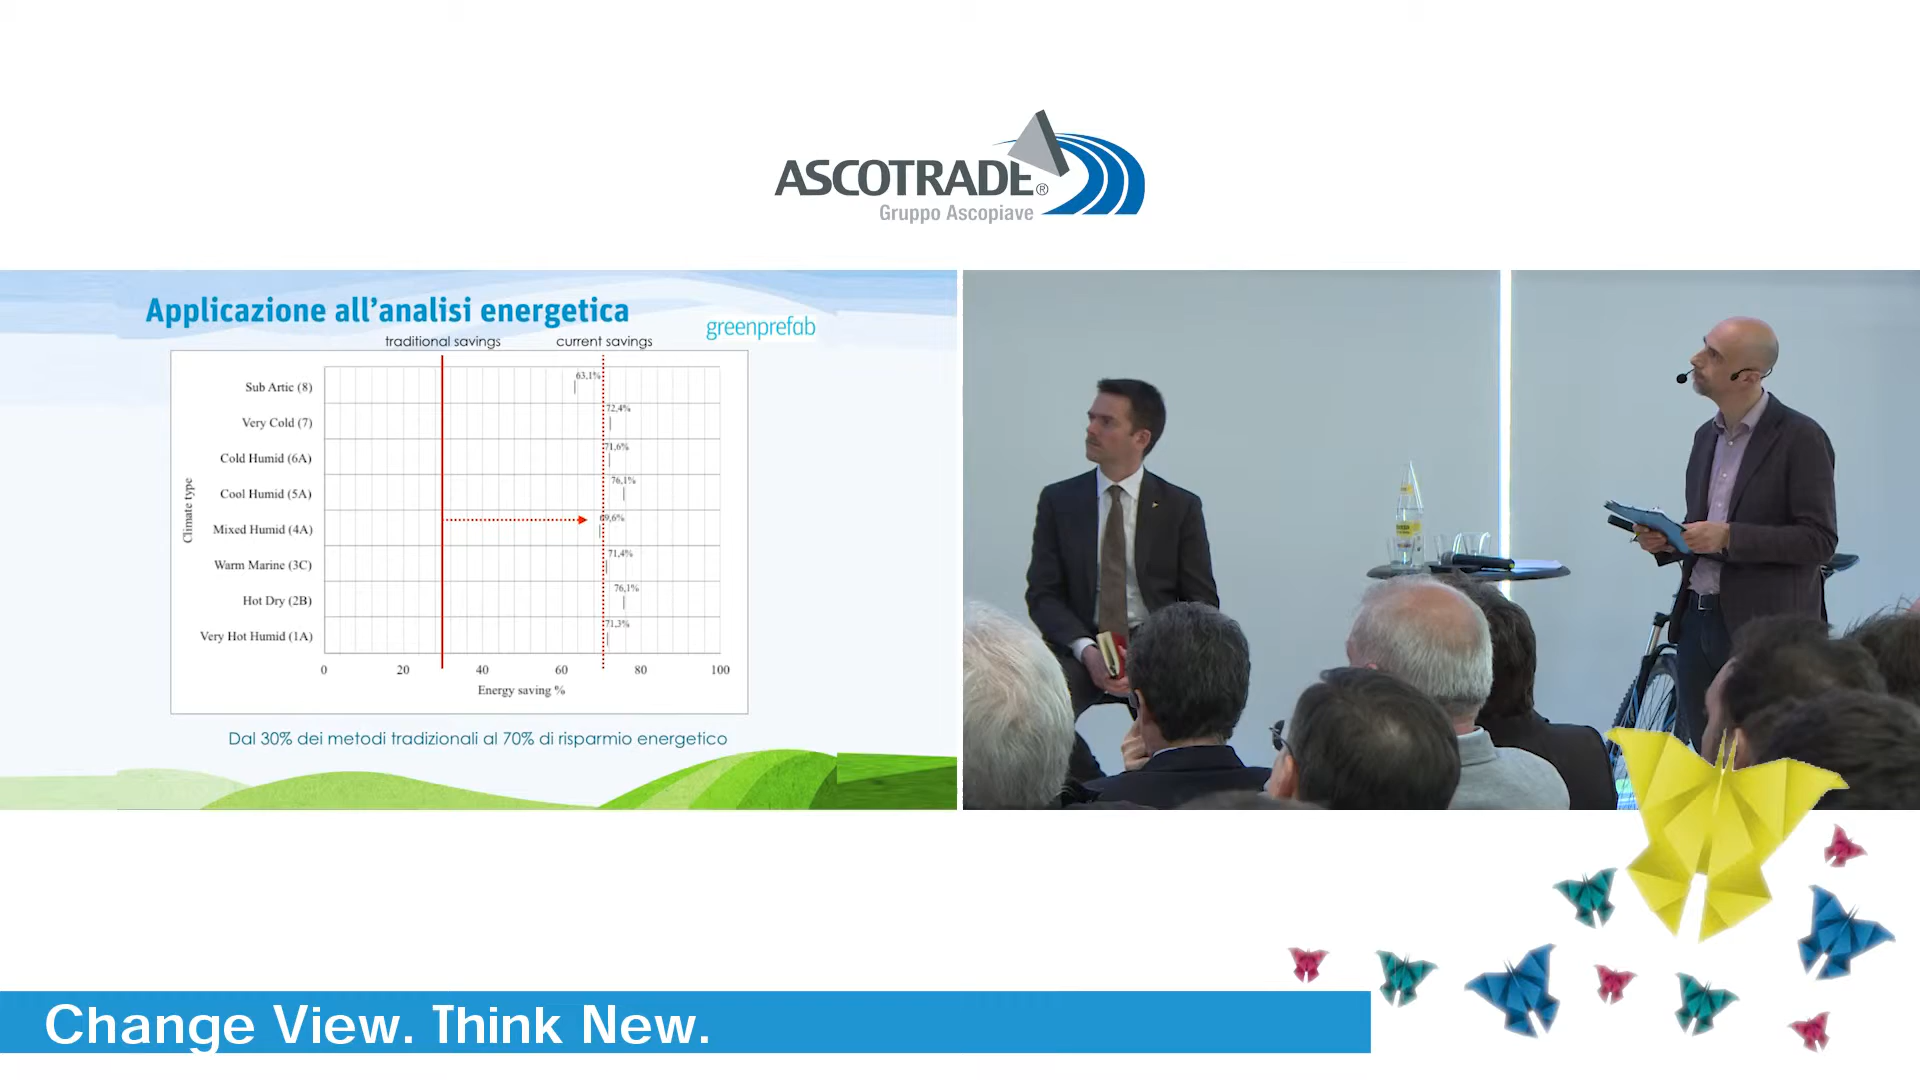 ASCOTRADE®
Gruppo Ascopiave
Applicazione all'analisi energetica
greenprefab
traditional savings
current savings
Climate type
Sub Artic (8)
63,1%
Very Cold (7)
72,4%
Cold Humid (6A)
71,6%
Cool Humid (5A)
76,1%
Mixed Humid (4A)
69,6%
Warm Marine (3C)
71,4%
Hot Dry (2B)
76,1%
Very Hot Humid (1A)
71,3%
0 20 40 60 80 100
Energy saving %
Dal 30% dei metodi tradizionali al 70% di risparmio energetico
Change View. Think New.